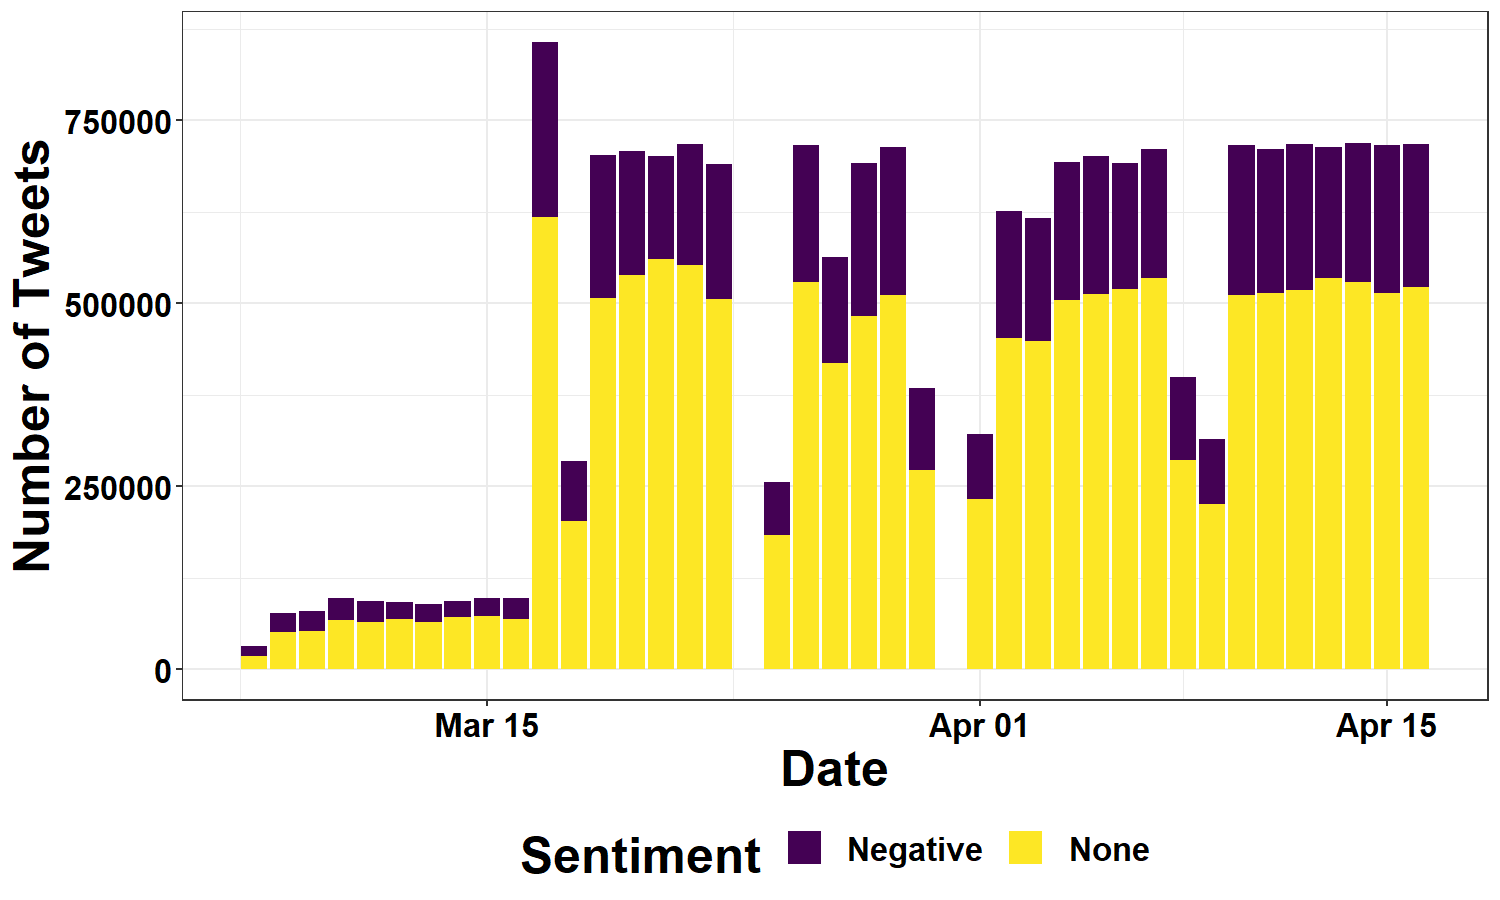 Number of Tweets
750000
500000
250000
0
Mar 15
Apr 01
Apr 15
Date
Sentiment Negative None